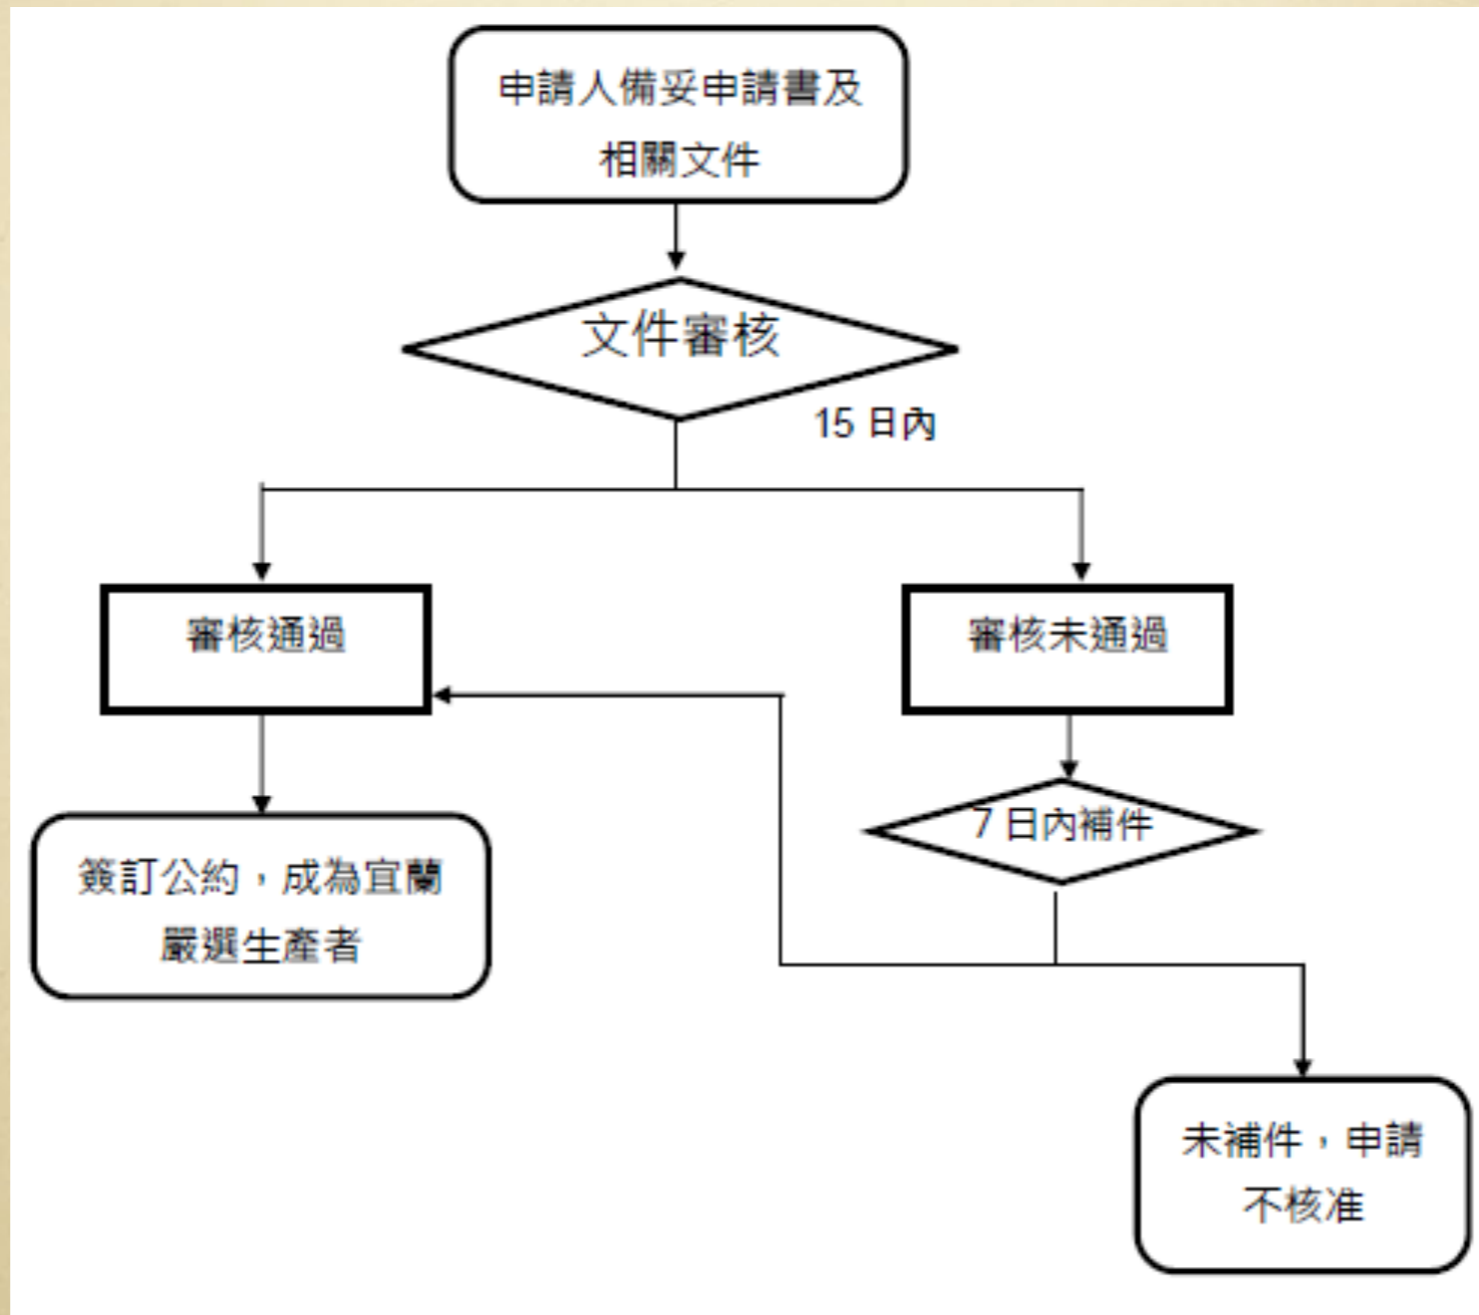 申請人備妥申請書及
相關文件
文件審核
15 日內
審核通過
審核未通過
7 日內補件
簽訂公約，成為宜蘭
嚴選生產者
未補件，申請
不核准